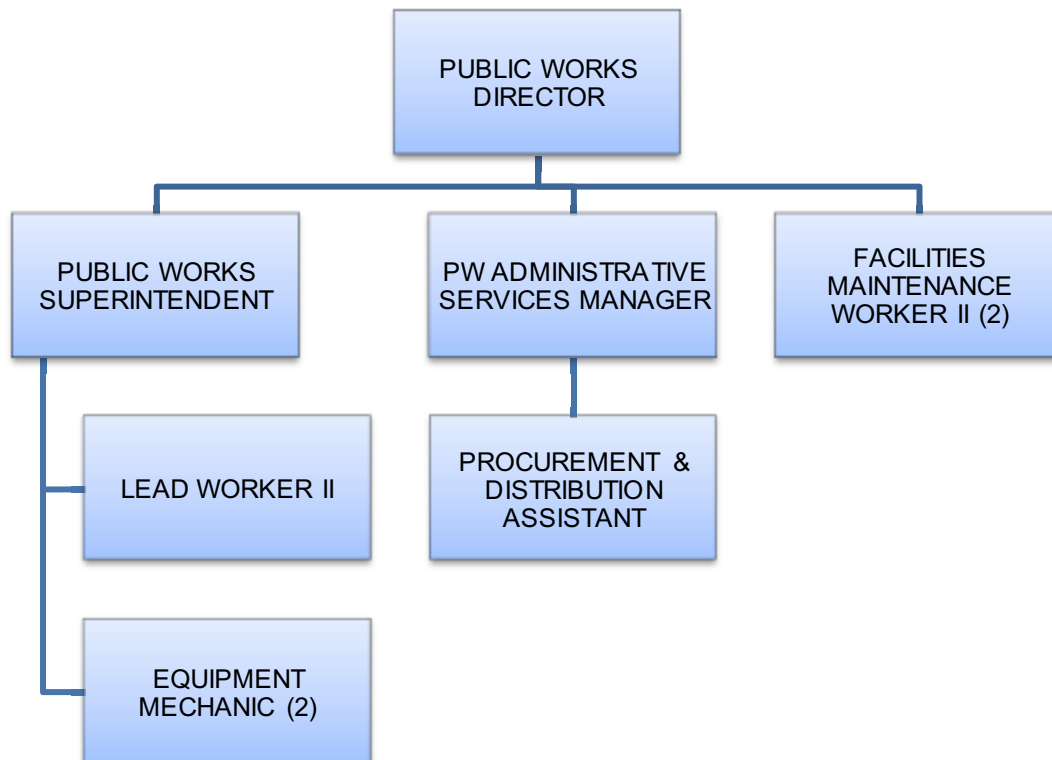 PUBLIC WORKS
DIRECTOR
PUBLIC WORKS
SUPERINTENDENT
PW ADMINISTRATIVE
SERVICES MANAGER
FACILITIES
MAINTENANCE
WORKER II (2)
LEAD WORKER II
PROCUREMENT &
DISTRIBUTION
ASSISTANT
EQUIPMENT
MECHANIC (2)